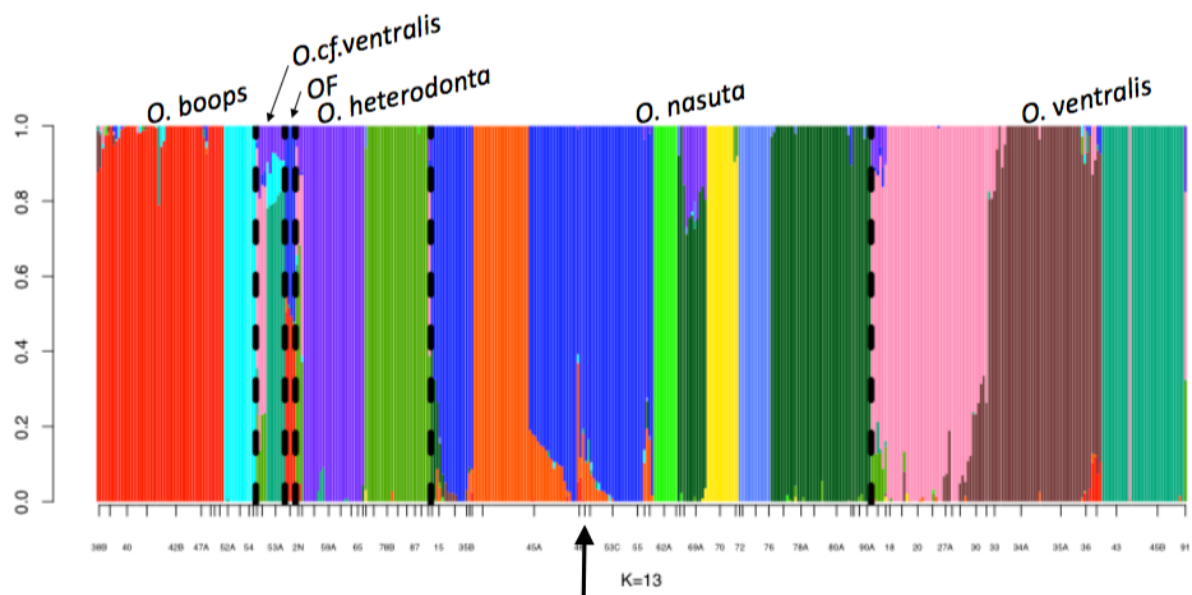 O.cf.ventralis
OF
O. boops
O. heterodonta
O. nasuta
O. ventralis
1.0
0.8
0.6
0.4
0.2
0.0
38B 40 42B 47A 52A 54 53A 2N 59A 65 78B 87 15 35B 45A 53C 55 62A 69A 70 72 76 78A 80A 90A 18 20 27A 30 33 34A 35A 36 43 45B 91
K=13